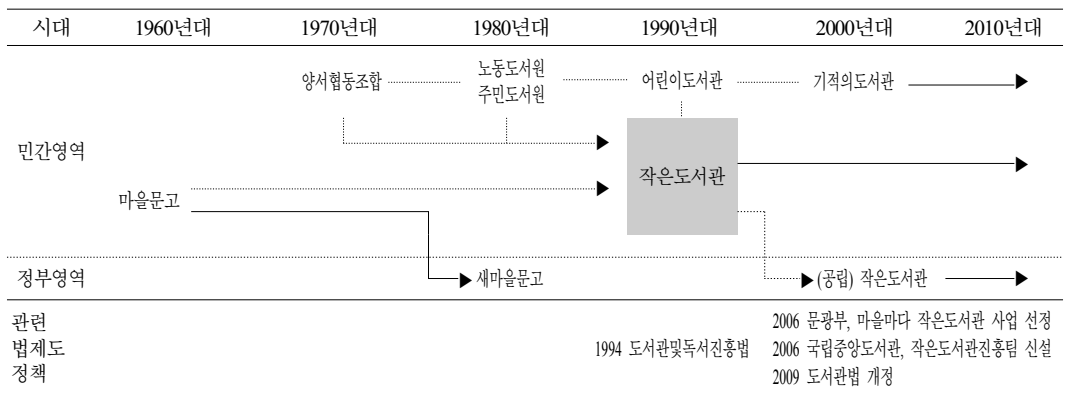 시대 1960년대 1970년대 1980년대 1990년대 2000년대 2010년대
양서협동조합 노동도서원 어린이도서관 기적의도서관
주민도서원
민간영역
작은도서관
마을문고
정부영역 새마을문고 (공립) 작은도서관
관련 2006 문광부, 마을마다 작은도서관 사업 선정
법제도 1994 도서관및독서진흥법 2006 국립중앙도서관, 작은도서관진흥팀 신설
정책 2009 도서관법 개정